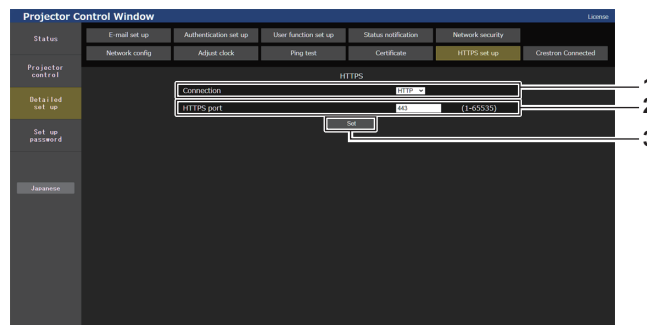 Projector Control Window
License
Status
E-mail set up
Authentication set up
User function set up
Status notification
Network security
Network config
Adjust clock
Ping test
Certificate
HTTPS set up
Crestron Connected
Projector
control
Detailed
set up
Set up
password
Japanese
HTTPS
Connection
HTTP
1
HTTPS port
443
(1-65535)
2
Set
3